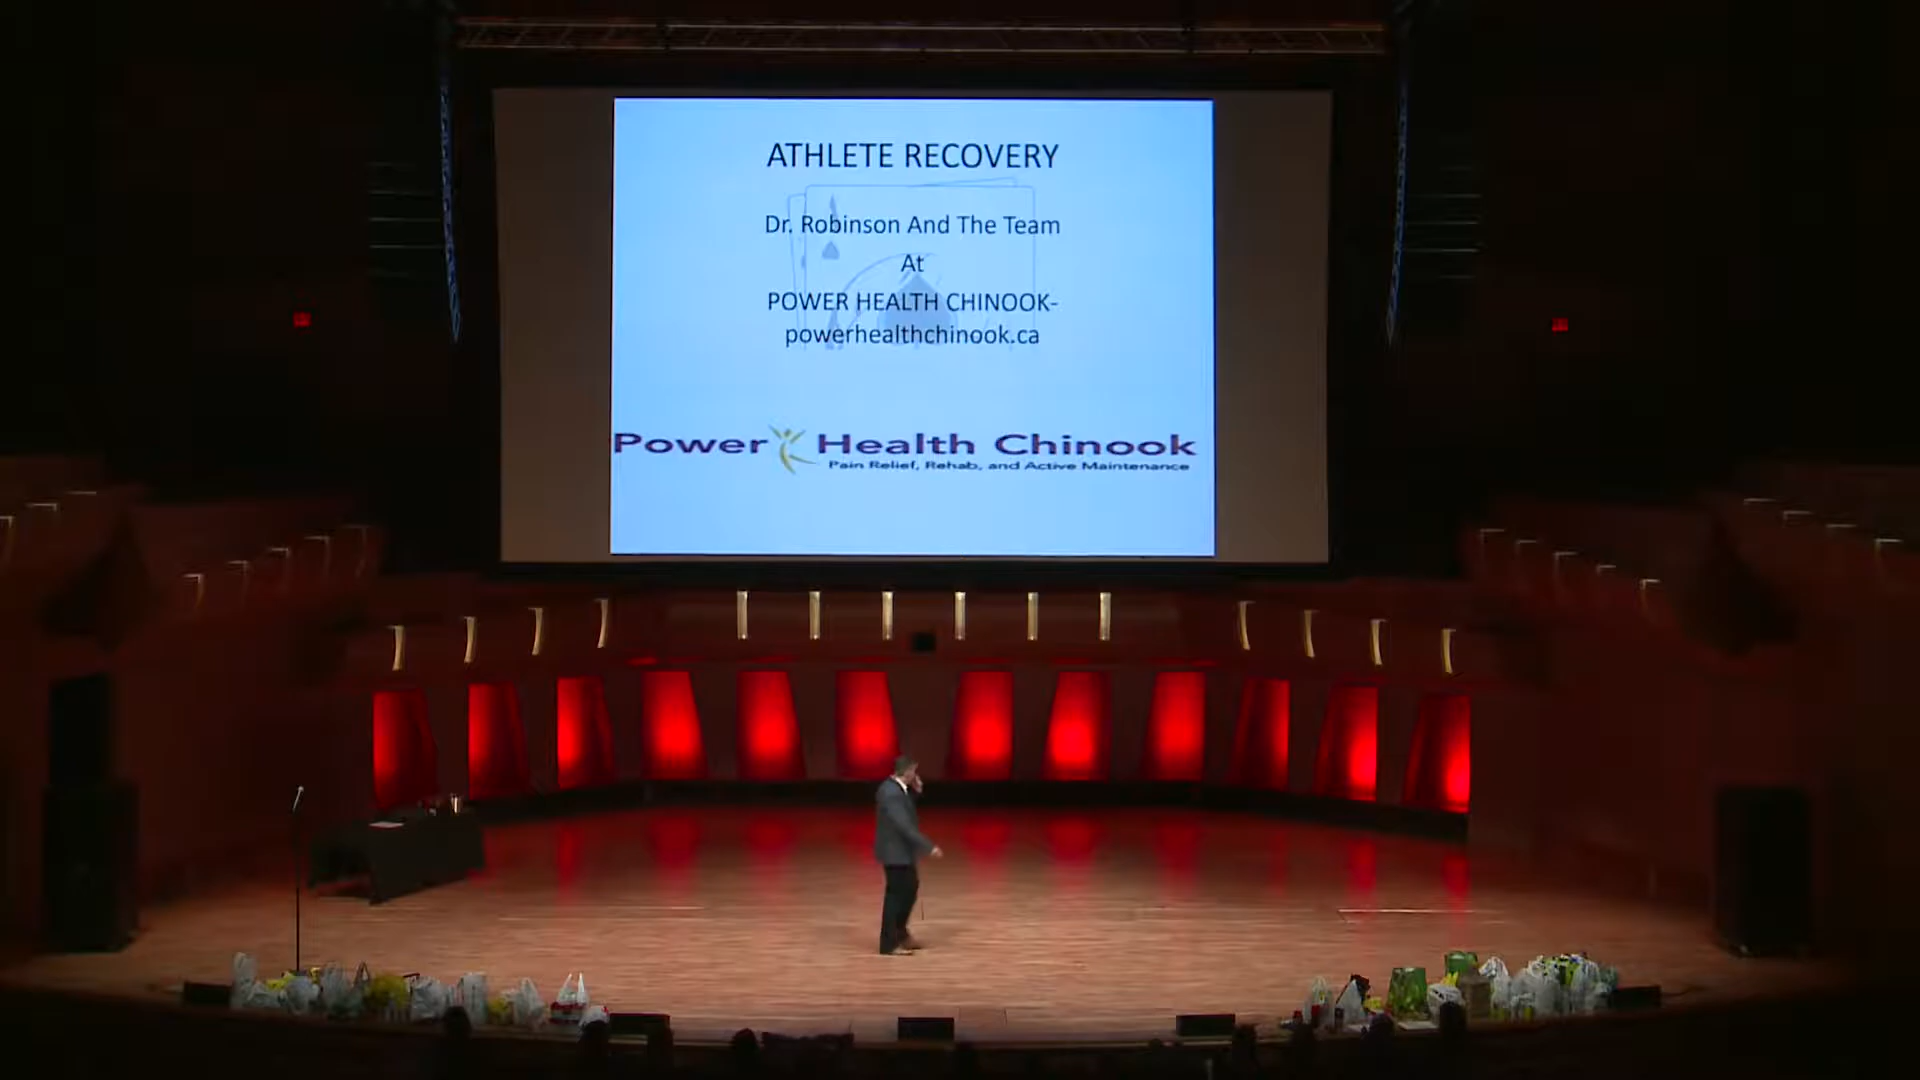 ATHLETE RECOVERY
Dr. Robinson And The Team
At
POWER HEALTH CHINOOK-
powerhealthchinook.ca
Power Health Chinook
Pain Relief, Rehab, and Active Maintenance